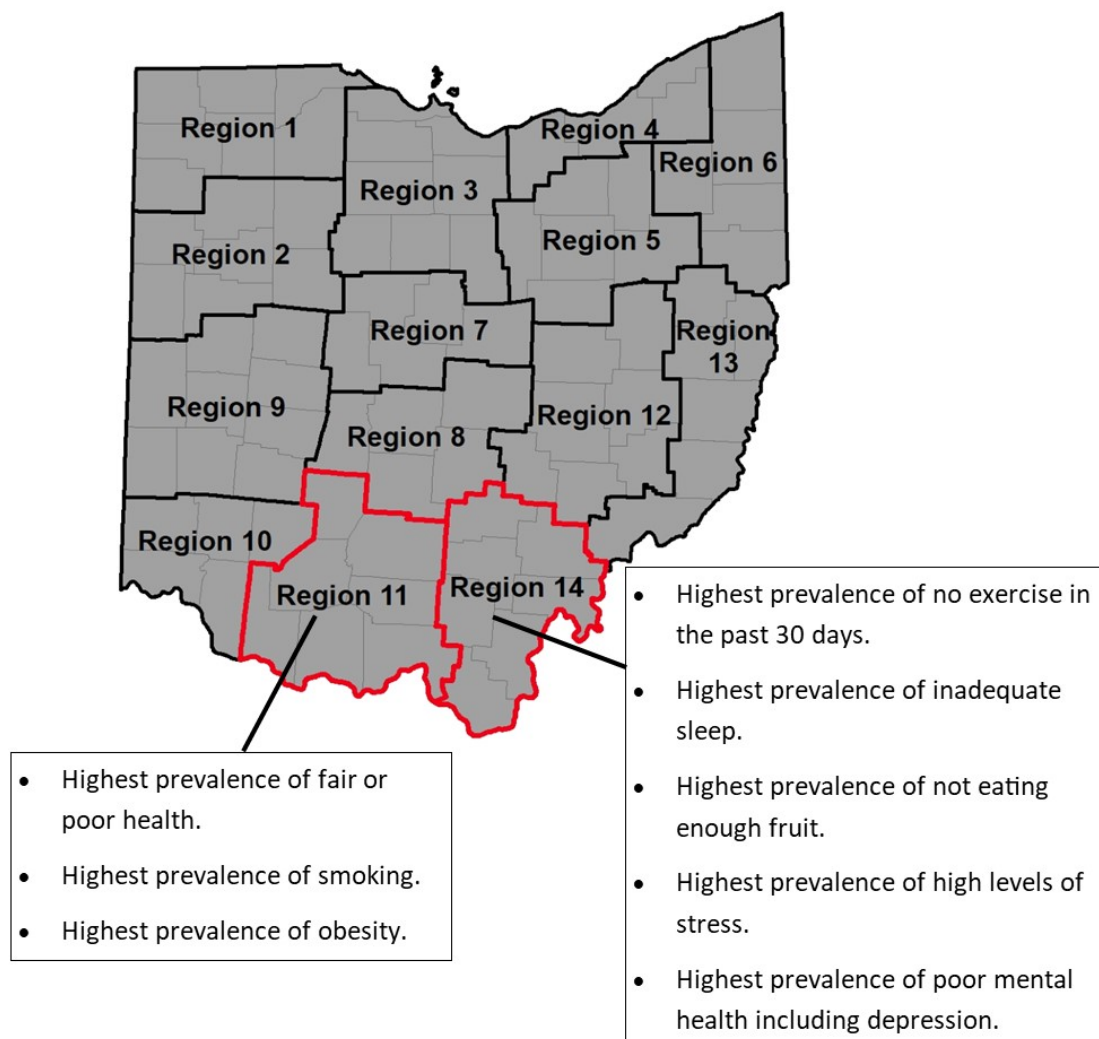 Region 1
Region 2
Region 3
Region 4
Region 5
Region 6
Region 7
Region 8
Region 9
Region 10
Region 11
Region 12
Region
13
Region 14
• Highest prevalence of fair or
poor health.
• Highest prevalence of smoking.
• Highest prevalence of obesity.
• Highest prevalence of no exercise in
the past 30 days.
• Highest prevalence of inadequate
sleep.
• Highest prevalence of not eating
enough fruit.
• Highest prevalence of high levels of
stress.
• Highest prevalence of poor mental
health including depression.